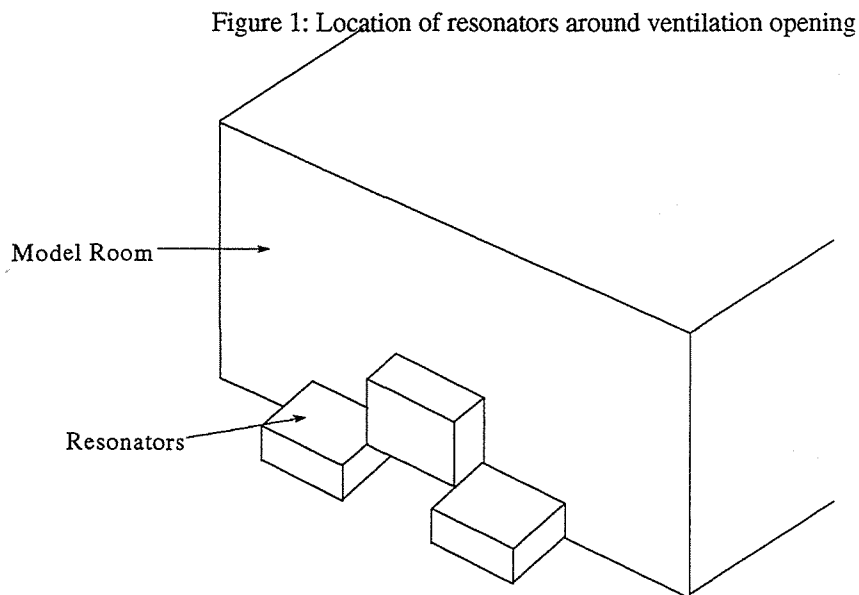 Figure 1: Location of resonators around ventilation opening
Model Room
Resonators